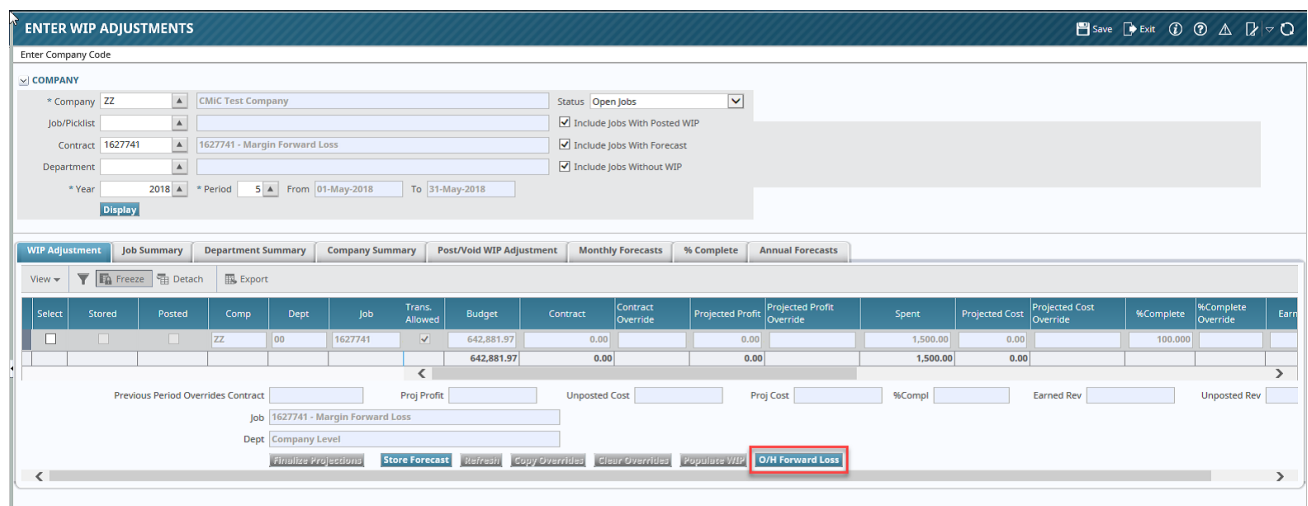 ENTER WIP ADJUSTMENTS Save Exit
Enter Company Code
COMPANY
* Company ZZ CMiC Test Company Status Open Jobs
Job/Picklist Include Jobs With Posted WIP
Contract 1627741 1627741 - Margin Forward Loss Include Jobs With Forecast
Department Include Jobs Without WIP
* Year 2018 * Period 5 From 01-May-2018 To 31-May-2018
Display
WIP Adjustment Job Summary Department Summary Company Summary Post/Void WIP Adjustment Monthly Forecasts % Complete Annual Forecasts
View Freeze Detach Export
Select Stored Posted Comp Dept Job Trans. Allowed Budget Contract Contract Override Projected Profit Projected Profit Override Spent Projected Cost Projected Cost Override %Complete %Complete Override Earn
ZZ 00 1627741 642,881.97 0.00 0.00 1,500.00 0.00 100.000
642,881.97 0.00 0.00 1,500.00 0.00
Previous Period Overrides Contract Proj Profit Unposted Cost Proj Cost %Compl Earned Rev Unposted Rev
Job 1627741 - Margin Forward Loss
Dept Company Level
Finalize Projections Store Forecast Refresh Copy Overrides Clear Overrides Populate WIP O/H Forward Loss